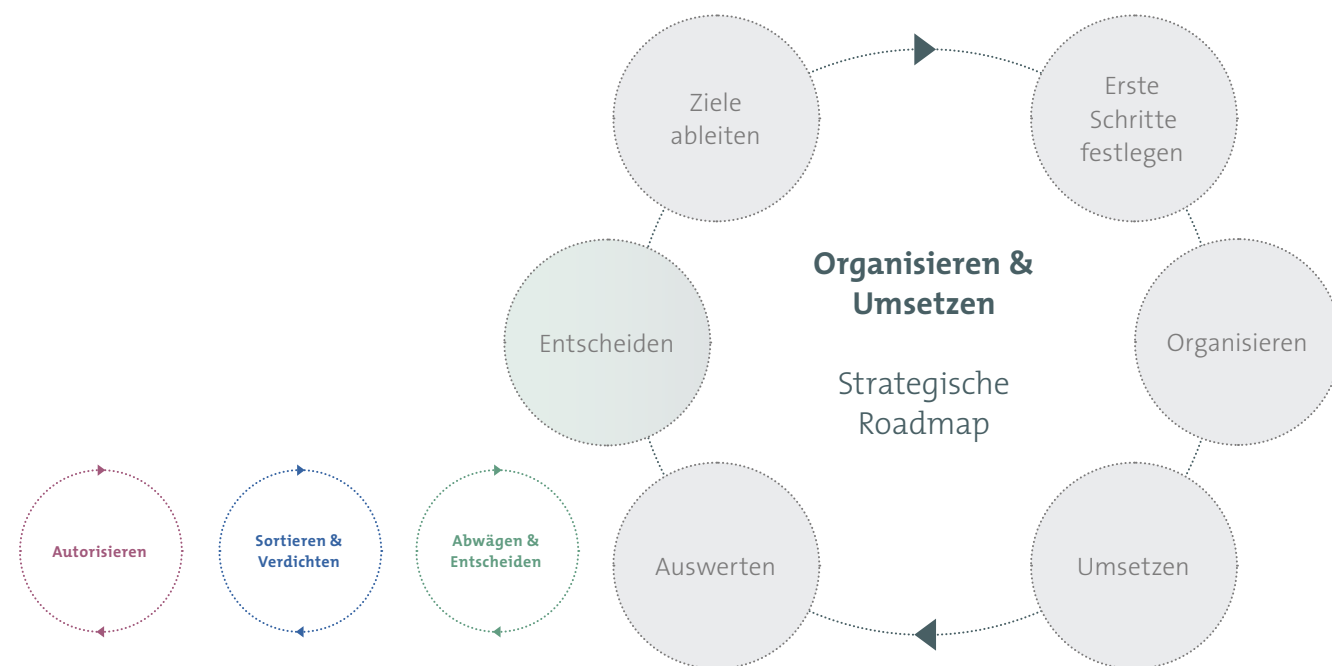 Ziele
ableiten
Erste
Schritte
festlegen
Organisieren &
Umsetzen
Strategische
Roadmap
Entscheiden
Organisieren
Autorisieren
Sortieren &
Verdichten
Abwägen &
Entscheiden
Auswerten
Umsetzen